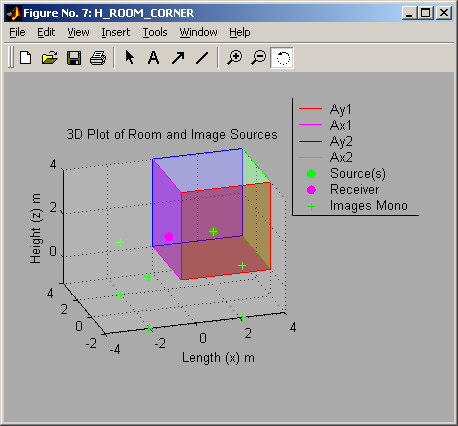 Figure No. 7: H_ROOM_CORNER
File Edit View Insert Tools Window Help
A
3D Plot of Room and Image Sources
Ay1
Ax1
Ay2
Ax2
Source(s)
Receiver
Images Mono
Height (z) m
4
2
0
4
2
0
-2
-4
-2
0
2
4
Length (x) m